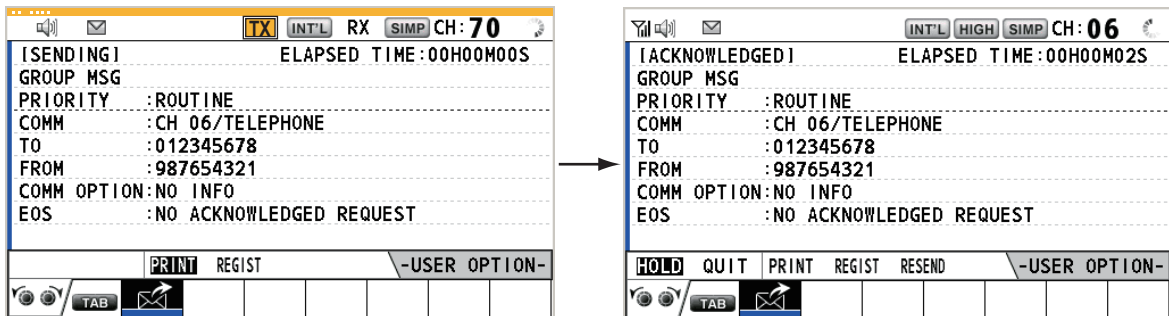 TX INT'L RX SIMP CH:70
[SENDING] ELAPSED TIME:00H00M00S
GROUP MSG
PRIORITY :ROUTINE
COMM :CH 06/TELEPHONE
TO :012345678
FROM :987654321
COMM OPTION:NO INFO
EOS :NO ACKNOWLEDGED REQUEST
PRINT REGIST -USER OPTION-
TAB
INT'L HIGH SIMP CH:06
[ACKNOWLEDGED] ELAPSED TIME:00H00M02S
GROUP MSG
PRIORITY :ROUTINE
COMM :CH 06/TELEPHONE
TO :012345678
FROM :987654321
COMM OPTION:NO INFO
EOS :NO ACKNOWLEDGED REQUEST
HOLD QUIT PRINT REGIST RESEND -USER OPTION-
TAB